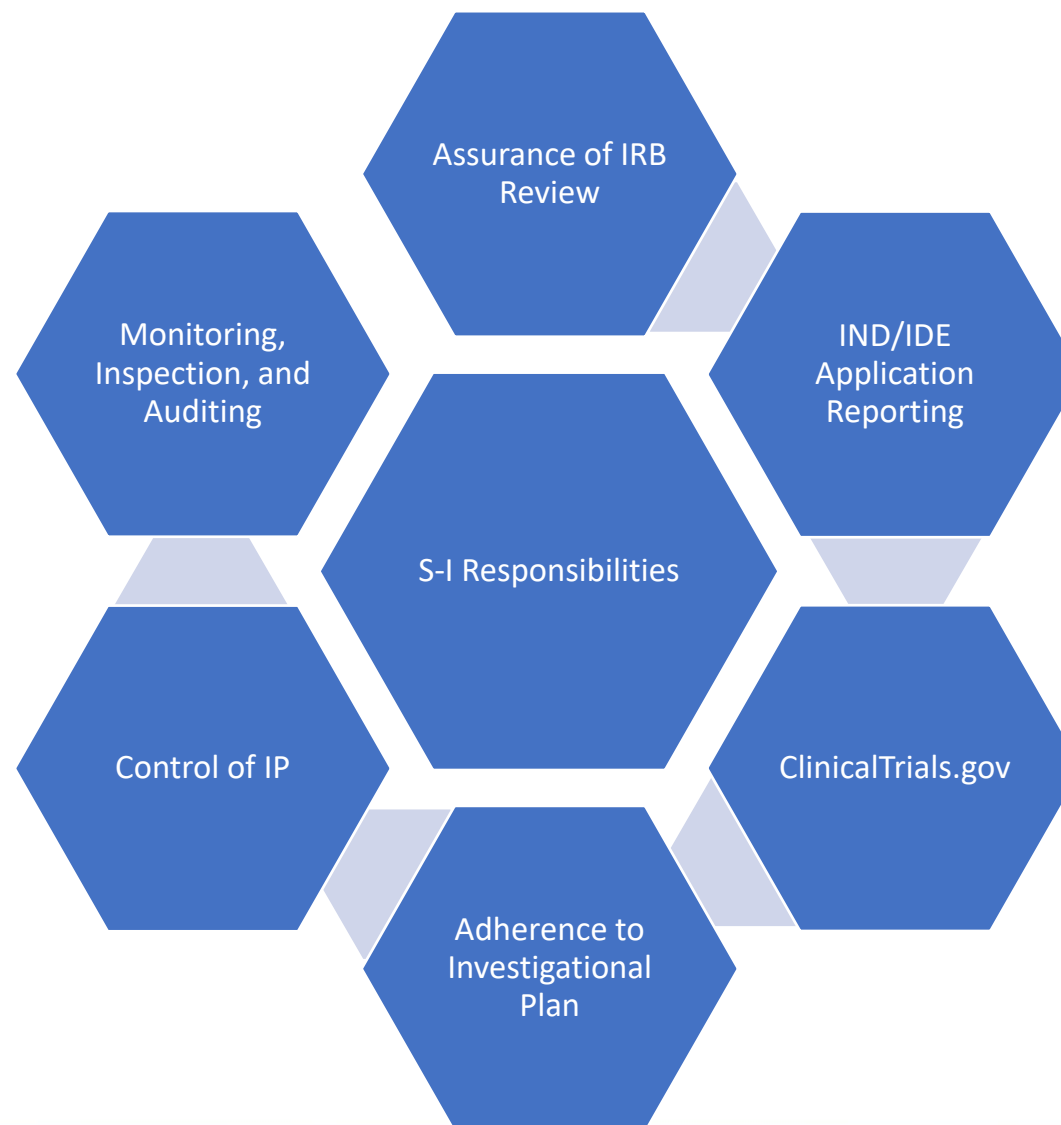 Assurance of IRB
Review
IND/IDE
Application
Reporting
ClinicalTrials.gov
Adherence to
Investigational
Plan
Control of IP
Monitoring,
Inspection, and
Auditing
S-I Responsibilities